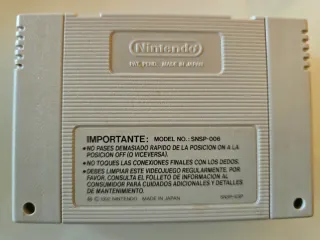 Nintendo
PAT. PEND. MADE IN JAPAN
IMPORTANTE: MODEL NO.: SNSP-006
•NO PASES DEMASIADO RAPIDO DE LA POSICION ON A LA
POSICION OFF (O VICEVERSA).
•NO TOQUES LAS CONEXIONES FINALES CON LOS DEDOS.
•DEBES LIMPIAR ESTE VIDEOJUEGO REGULARMENTE. POR
FAVOR, CONSULTA EL FOLLETO DE INFORMACION AL
CONSUMIDOR PARA CUIDADOS ADICIONALES Y DETALLES
DE MANTENIMIENTO.
© 1992 NINTENDO MADE IN JAPAN